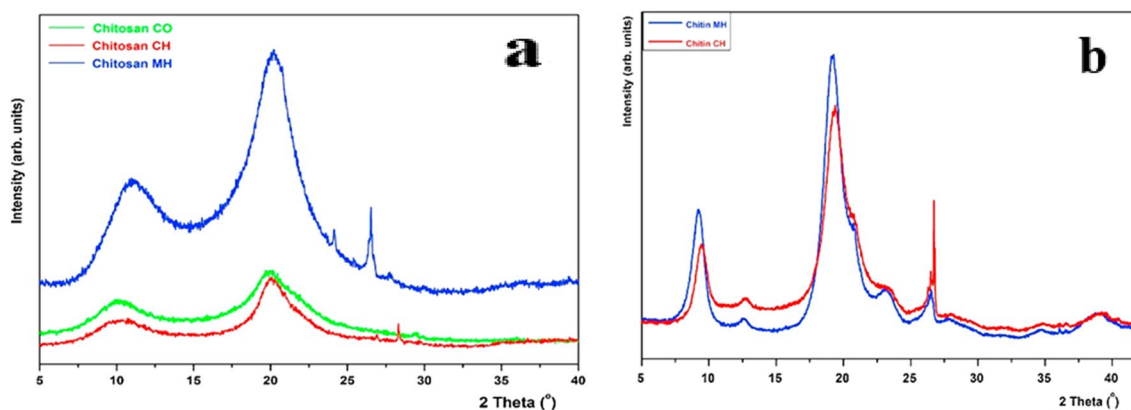 Chitosan CO
Chitosan CH
Chitosan MH
a
Intensity (arb. units)
5 10 15 20 25 30 35 40
2 Theta (°)
Chitin MH
Chitin CH
b
Intensity (arb. units)
5 10 15 20 25 30 35 40
2 Theta (°)